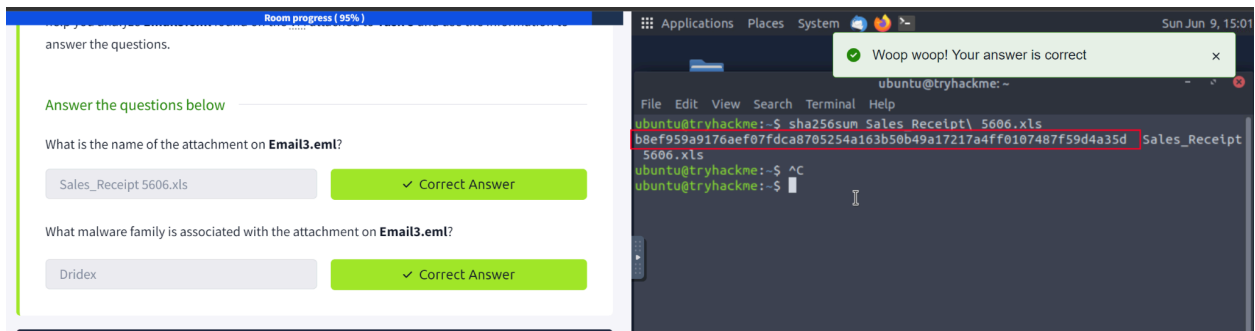 Room progress ( 95% )
answer the questions.
Answer the questions below
What is the name of the attachment on Email3.eml?
Sales_Receipt 5606.xls
✓ Correct Answer
What malware family is associated with the attachment on Email3.eml?
Dridex
✓ Correct Answer
Applications Places System
Sun Jun 9, 15:01
Woop woop! Your answer is correct
×
ubuntu@tryhackme: ~
File Edit View Search Terminal Help
ubuntu@tryhackme:~$ sha256sum Sales_Receipt\ 5606.xls
b8ef959a9176aef07fdca8705254a163b50b49a17217a4ff0107487f59d4a35d Sales_Receipt
5606.xls
ubuntu@tryhackme:~$ ^C
ubuntu@tryhackme:~$